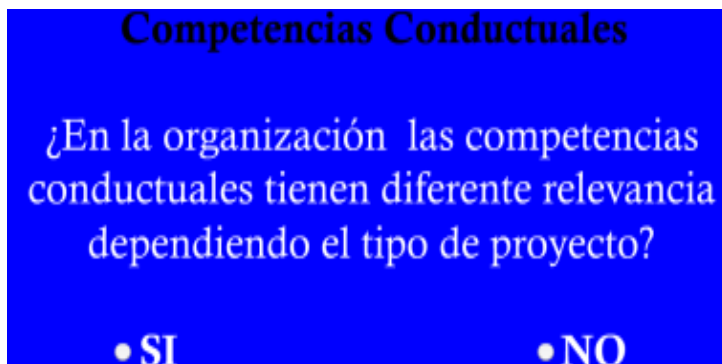 Competencias Conductuales
¿En la organización las competencias
conductuales tienen diferente relevancia
dependiendo el tipo de proyecto?
• SI • NO